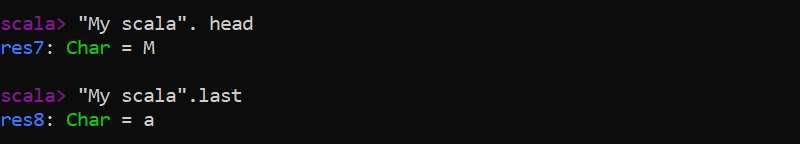 scala> "My scala". head
res7: Char = M
scala> "My scala".last
res8: Char = a